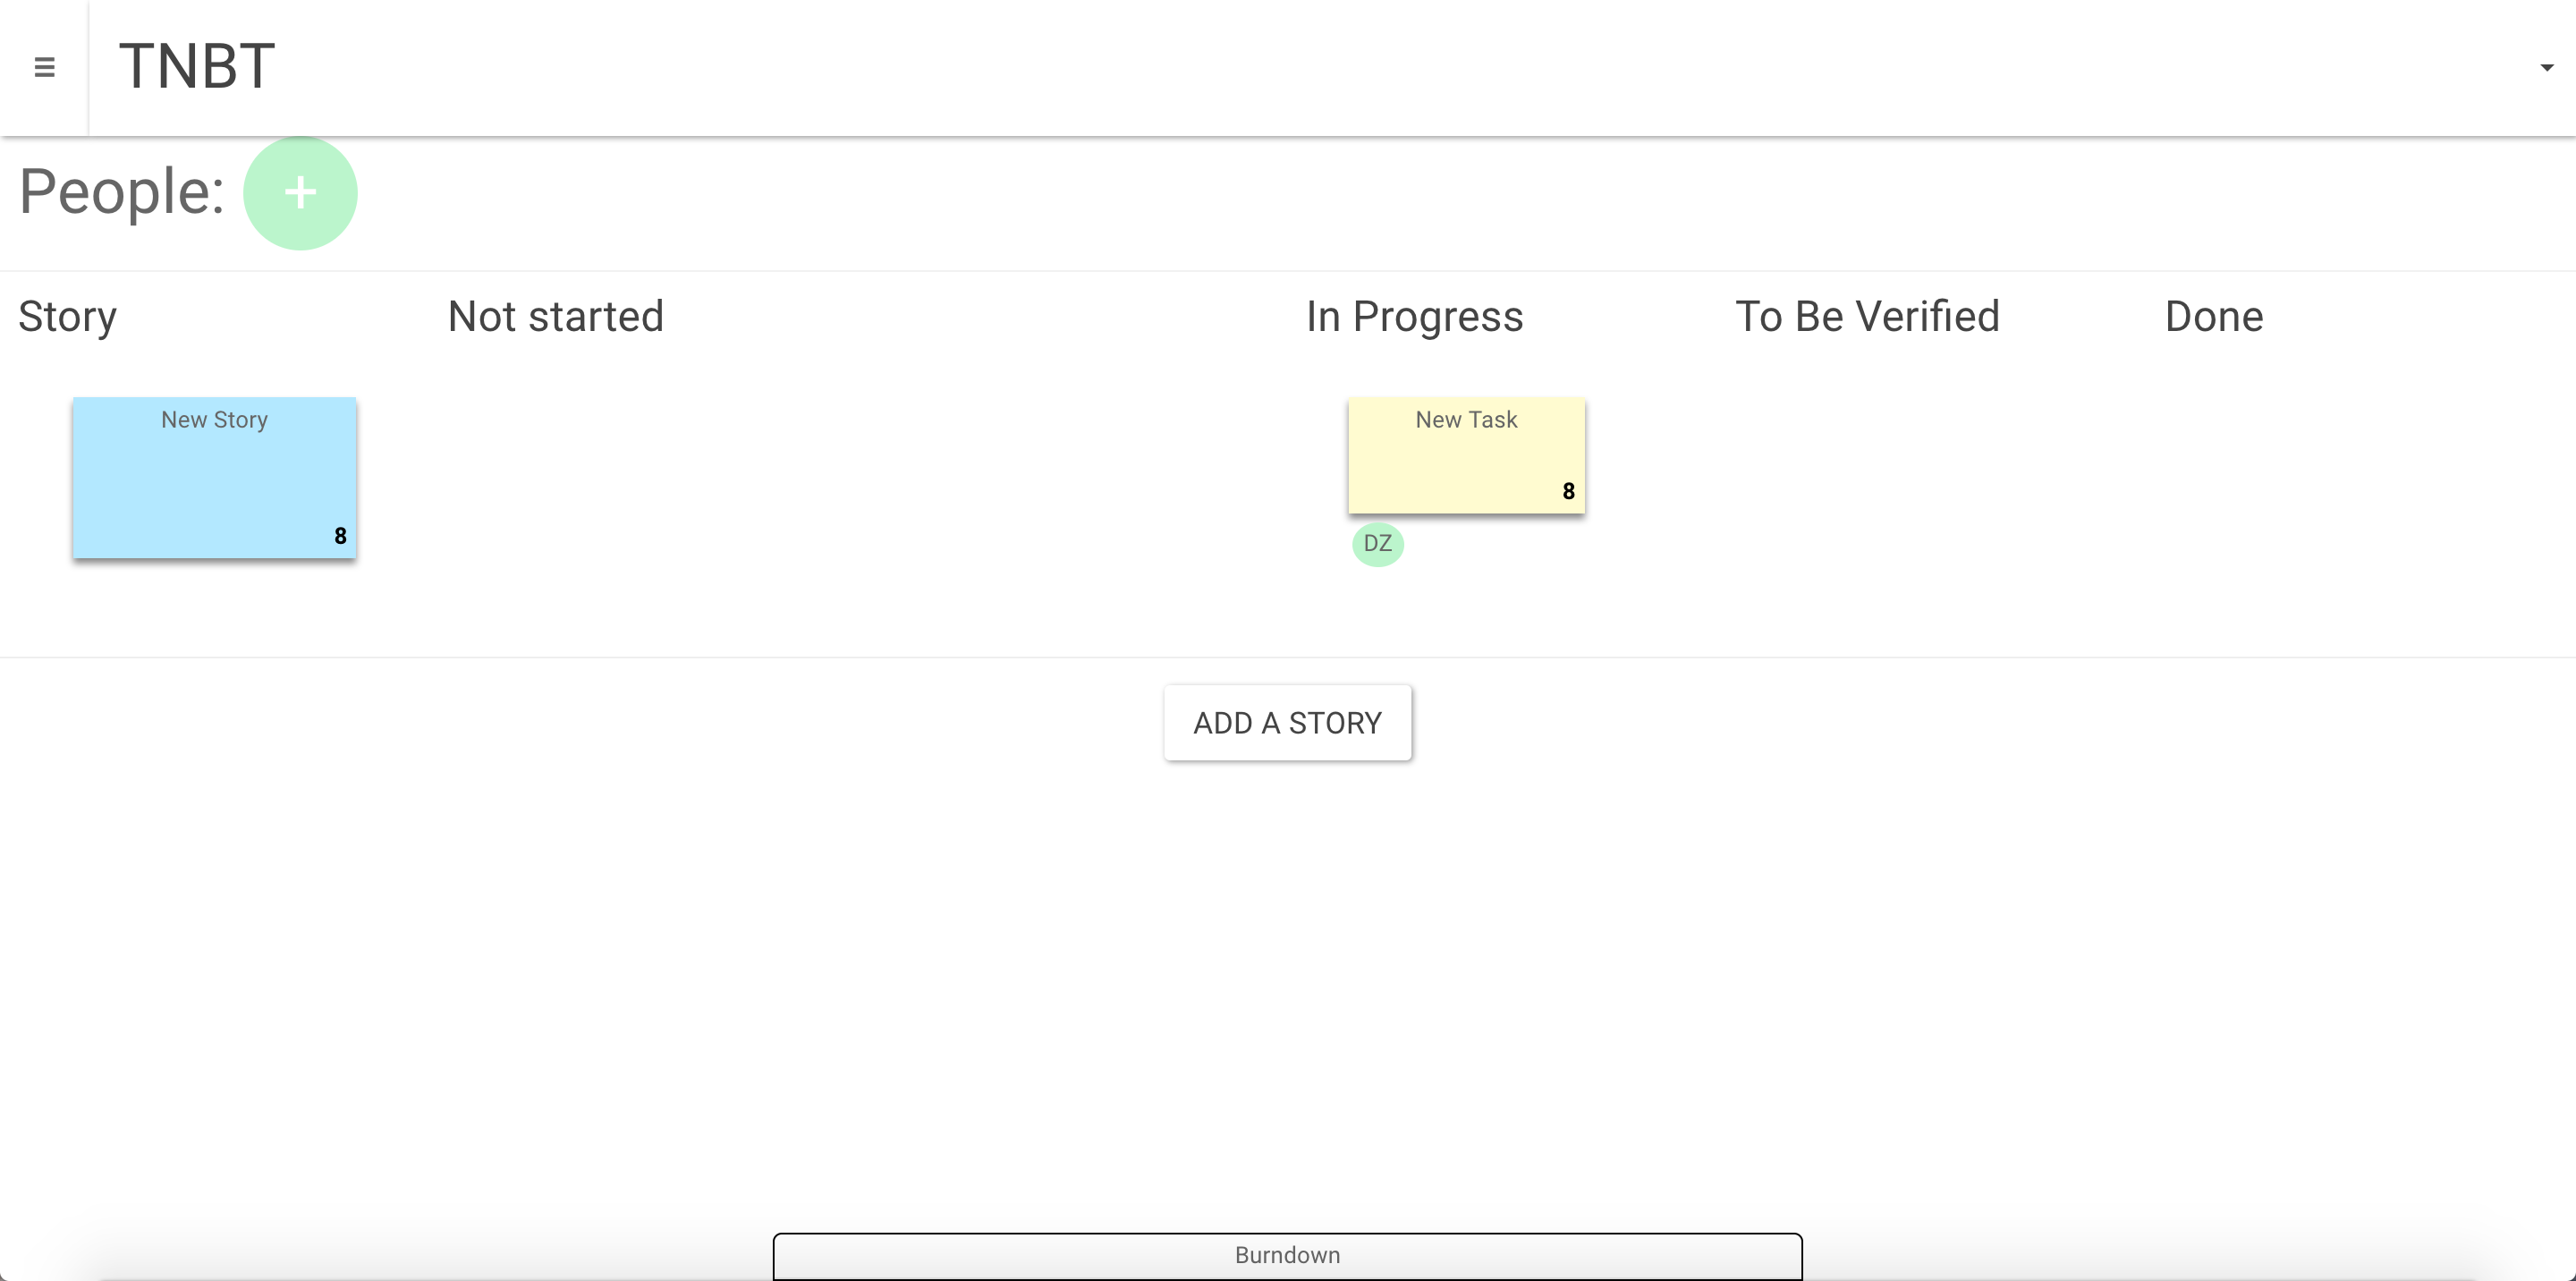 TNBT
People: +
Story
Not started
In Progress
To Be Verified
Done
New Story
8
New Task
8
DZ
ADD A STORY
Burndown